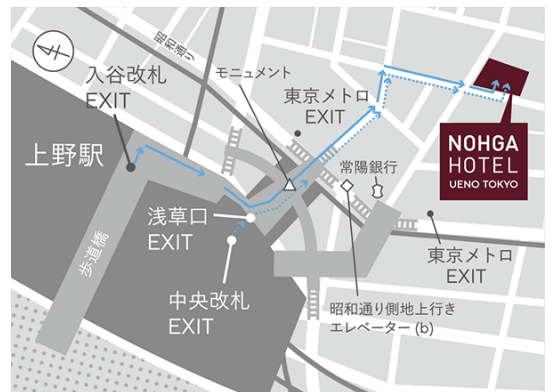 昭和通り
モニュメント
入谷改札
EXIT
東京メトロ
EXIT
上野駅
常陽銀行
NOHGA
HOTEL
UENO TOKYO
浅草口
EXIT
歩道橋
東京メトロ
EXIT
中央改札
EXIT
昭和通り側地上行き
エレベーター (b)